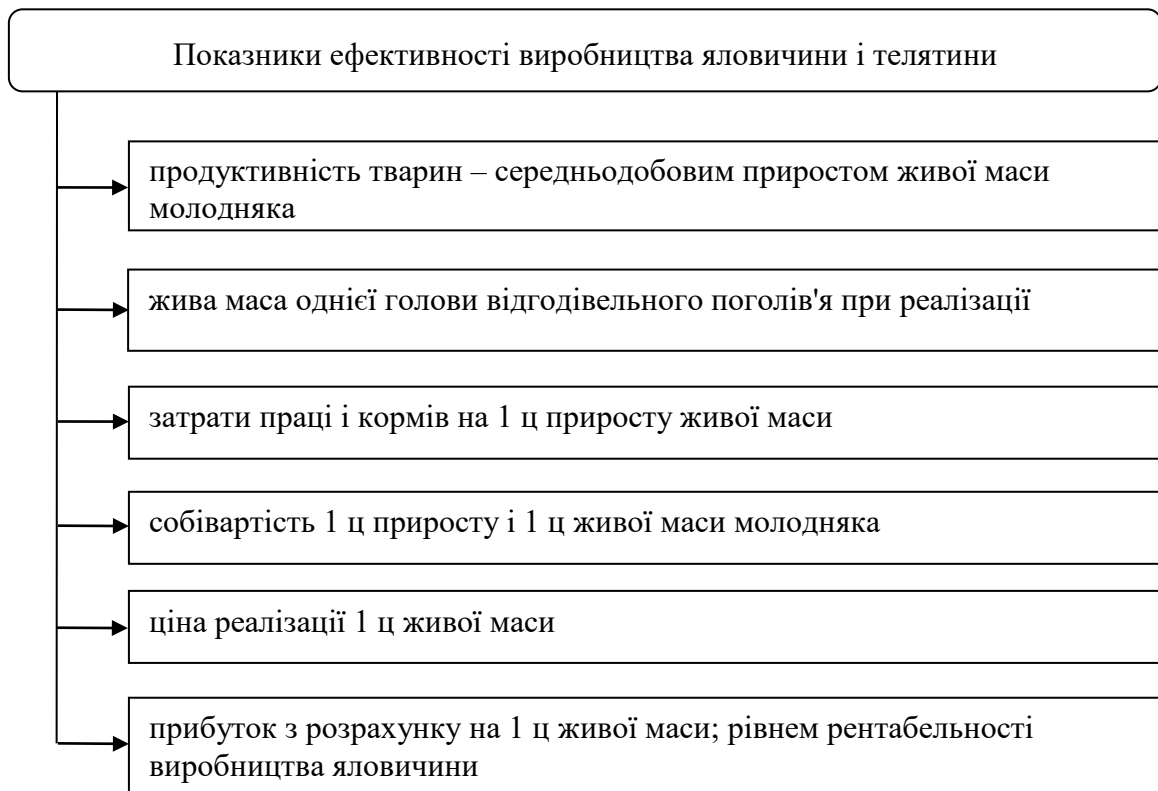 Показники ефективності виробництва яловичини і телятини
продуктивність тварин – середньодобовим приростом живої маси
молодняка
жива маса однієї голови відгодівельного поголів'я при реалізації
затрати праці і кормів на 1 ц приросту живої маси
собівартість 1 ц приросту і 1 ц живої маси молодняка
ціна реалізації 1 ц живої маси
прибуток з розрахунку на 1 ц живої маси; рівнем рентабельності
виробництва яловичини